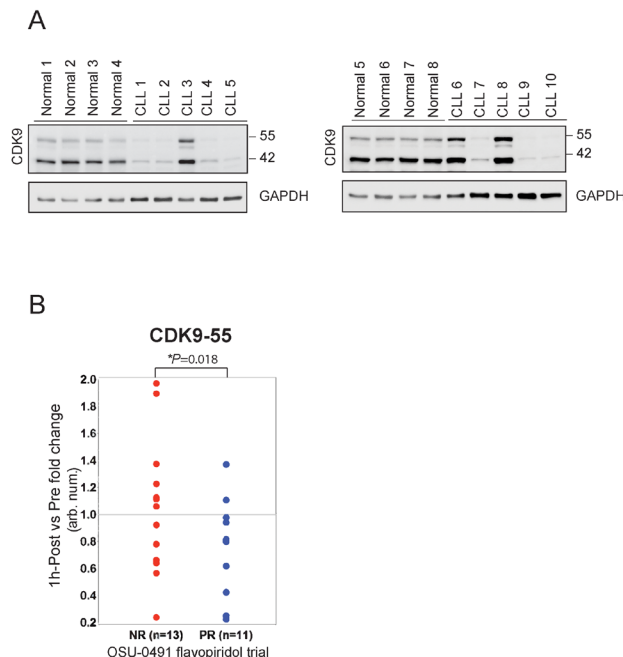 A
Normal 1
Normal 2
Normal 3
Normal 4
CLL 1
CLL 2
CLL 3
CLL 4
CLL 5
CDK9
55
42
GAPDH
Normal 5
Normal 6
Normal 7
Normal 8
CLL 6
CLL 7
CLL 8
CLL 9
CLL 10
CDK9
55
42
GAPDH
B
CDK9-55
*P=0.018
1h-Post vs Pre fold change
(arb. num.)
2.0
1.8
1.6
1.4
1.2
1.0
0.8
0.6
0.4
0.2
NR (n=13) PR (n=11)
OSU-0491 flavopiridol trial